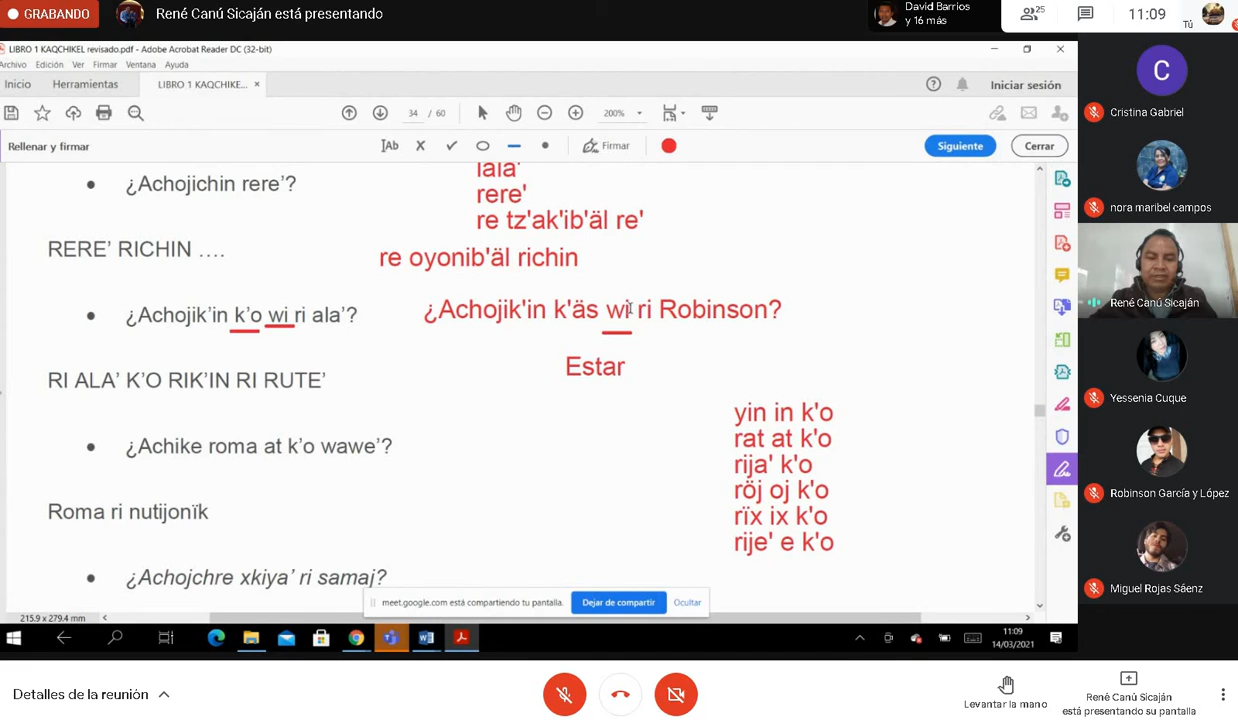 GRABANDO
René Canú Sicaján está presentando
David Barrios
y 16 más
25
11:09
Tú
LIBRO 1 KAQCHIKEL revisado.pdf - Adobe Acrobat Reader DC (32-bit)
Archivo Edición Ver Firmar Ventana Ayuda
Inicio Herramientas LIBRO 1 KAQCHIKEL... × Iniciar sesión
34 / 60 200%
Rellenar y firmar Ab Firmar Siguiente Cerrar
lala'
• ¿Achojichin rere’?
rere'
re tz'ak'ib'äl re'
RERE’ RICHIN ….
re oyonib'äl richin
• ¿Achojik’in k’o wi ri ala’?
¿Achojik'in k'äs wi ri Robinson?
Estar
RI ALA’ K’O RIK’IN RI RUTE’
yin in k'o
rat at k'o
rija' k'o
röj oj k'o
rïx ix k'o
rije' e k'o
• ¿Achike roma at k’o wawe’?
Roma ri nutijonïk
• ¿Achojchre xkiya’ ri samaj?
meet.google.com está compartiendo tu pantalla. Dejar de compartir Ocultar
215.9 x 279.4 mm
11:09
14/03/2021
C
Cristina Gabriel
nora maribel campos
René Canú Sicaján
Yessenia Cuque
Robinson García y López
Miguel Rojas Sáenz
Detalles de la reunión
Levantar la mano
René Canú Sicaján
está presentando su pantalla